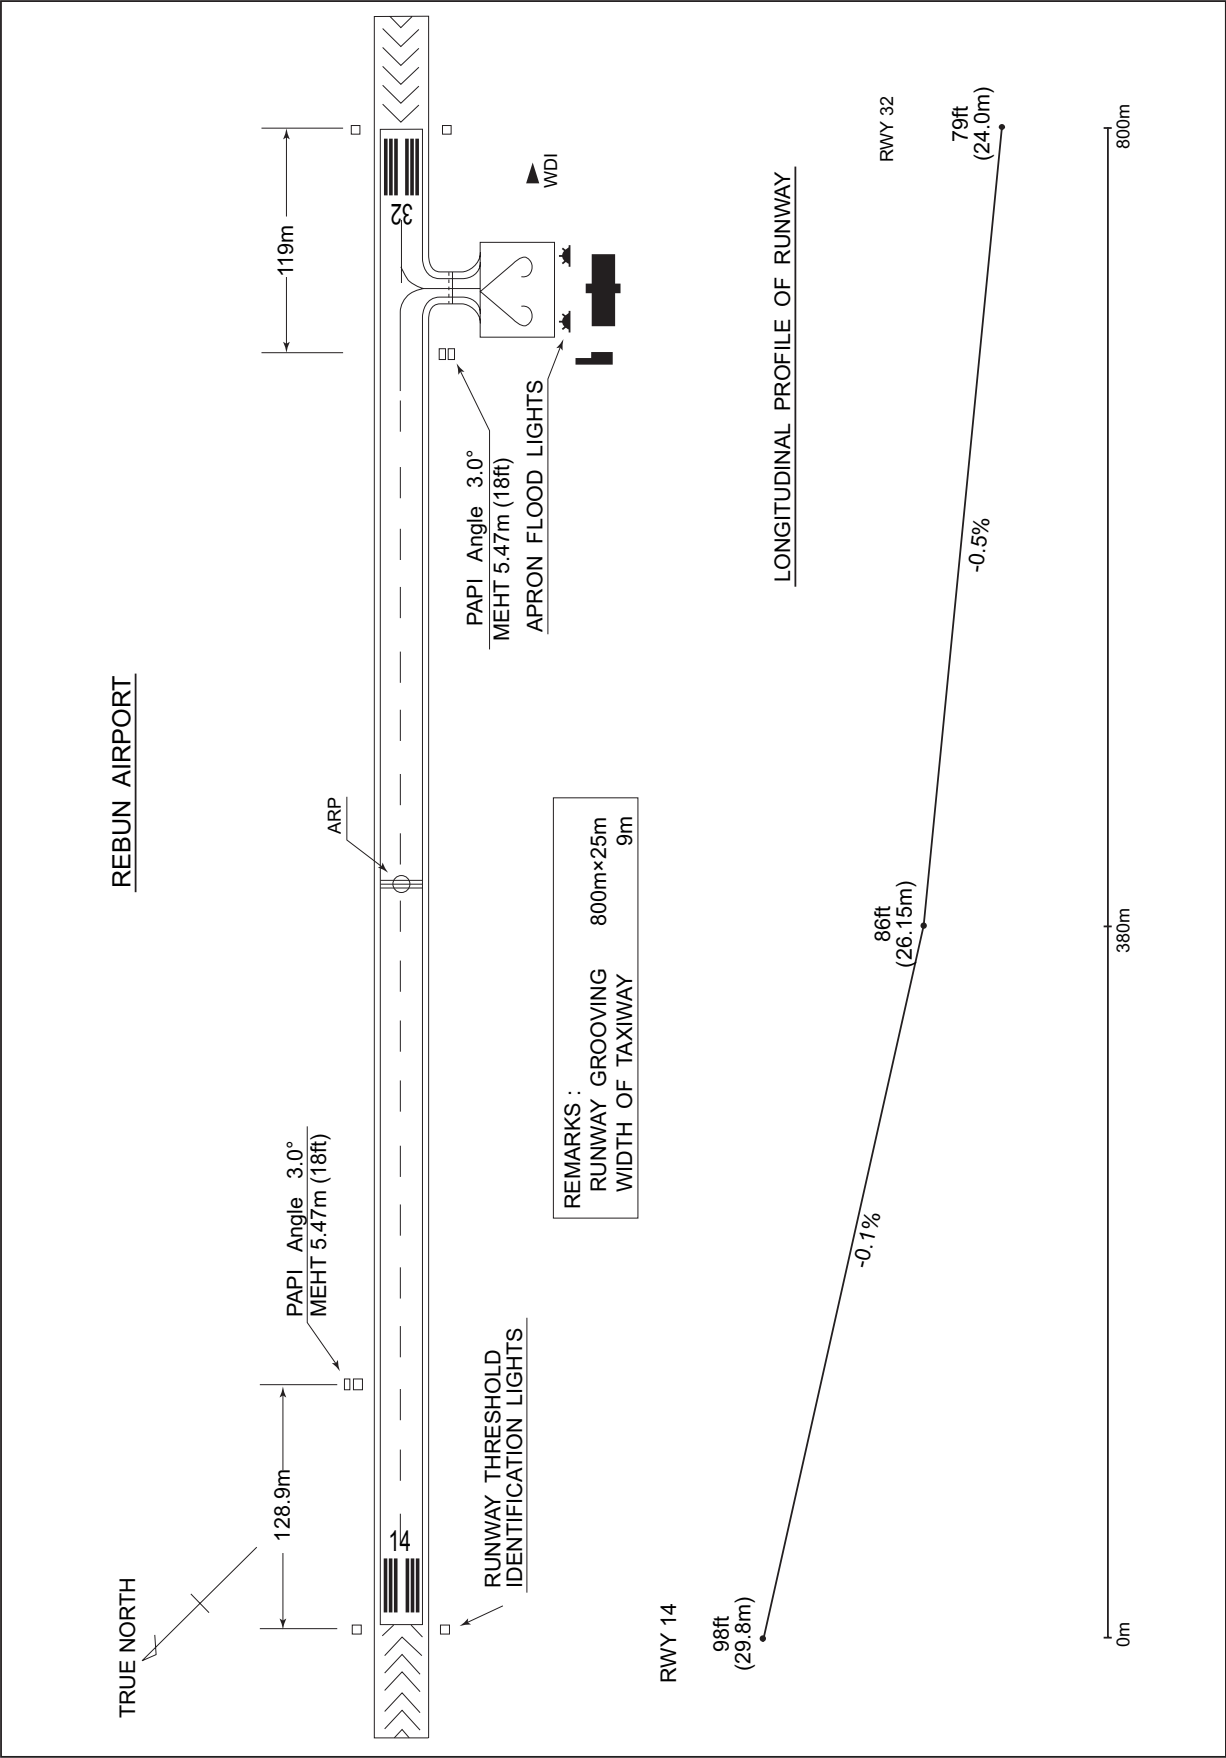 REBUN AIRPORT
TRUE NORTH
128.9m
PAPI Angle 3.0°
MEHT 5.47m (18ft)
ARP
119m
14
32
RUNWAY THRESHOLD
IDENTIFICATION LIGHTS
PAPI Angle 3.0°
MEHT 5.47m (18ft)
APRON FLOOD LIGHTS
WDI
REMARKS :
RUNWAY GROOVING 800m×25m
WIDTH OF TAXIWAY 9m
LONGITUDINAL PROFILE OF RUNWAY
RWY 14
98ft
(29.8m)
-0.1%
86ft
(26.15m)
-0.5%
RWY 32
79ft
(24.0m)
0m
380m
800m